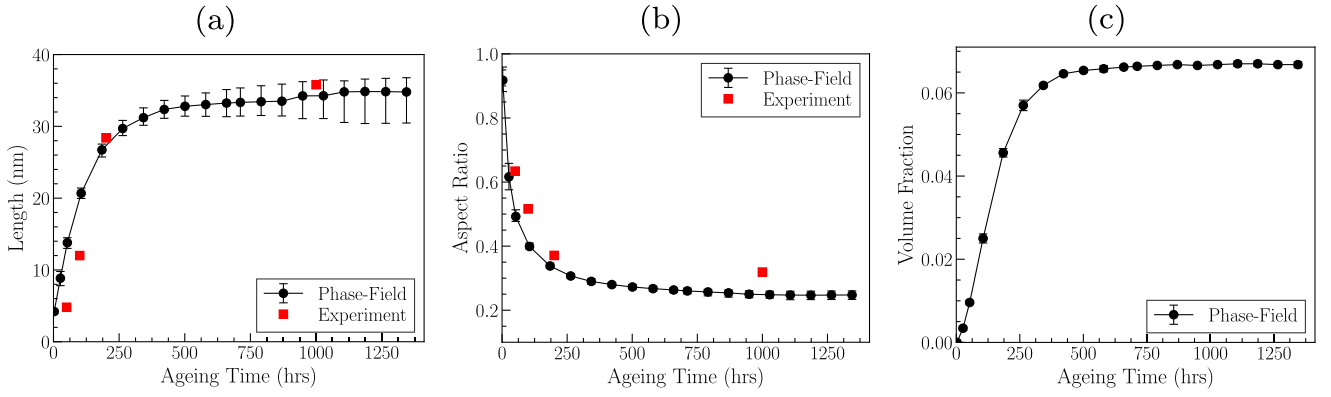 (a)
40
30
20
10
0
Length (nm)
Phase-Field
Experiment
0 250 500 750 1000 1250
Ageing Time (hrs)
(b)
1.0
0.8
0.6
0.4
0.2
Aspect Ratio
Phase-Field
Experiment
0 250 500 750 1000 1250
Ageing Time (hrs)
(c)
0.06
0.04
0.02
0.00
Volume Fraction
Phase-Field
0 250 500 750 1000 1250
Ageing Time (hrs)